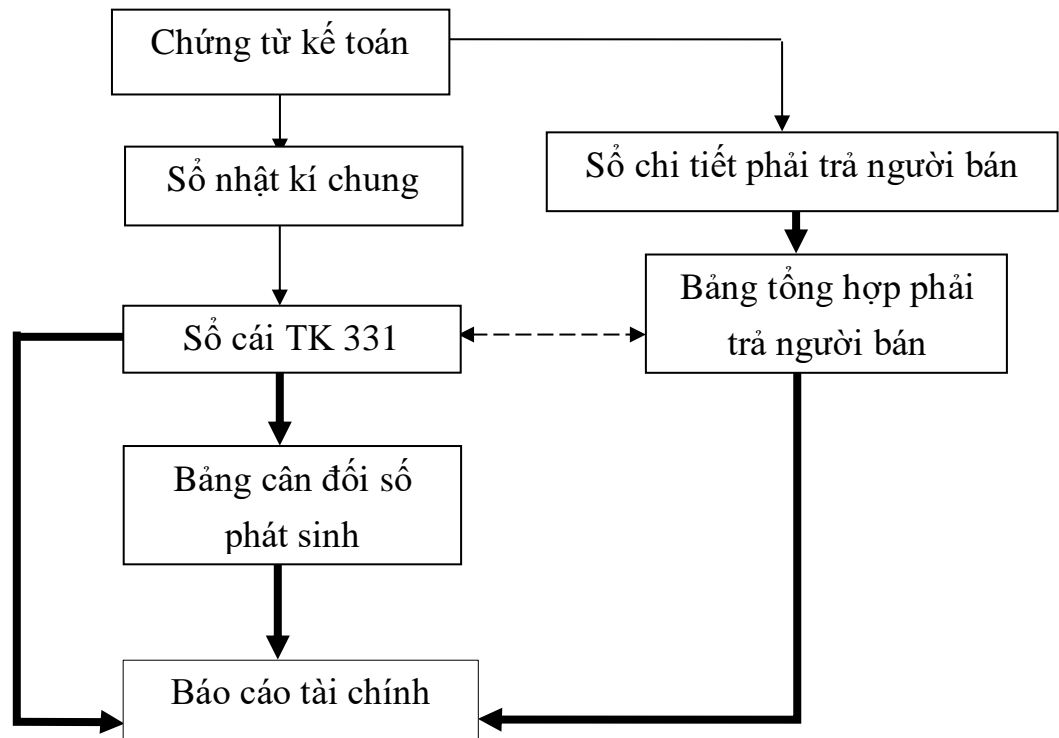 Chứng từ kế toán
Sổ nhật kí chung
Sổ chi tiết phải trả người bán
Sổ cái TK 331
Bảng tổng hợp phải
trả người bán
Bảng cân đối số
phát sinh
Báo cáo tài chính